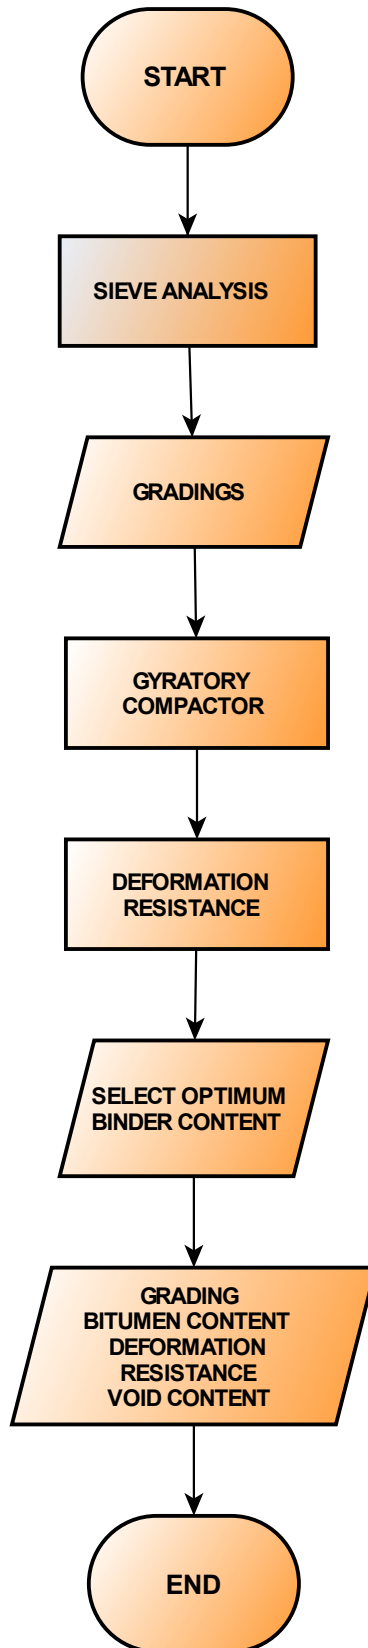 START
SIEVE ANALYSIS
GRADINGS
GYRATORY
COMPACTOR
DEFORMATION
RESISTANCE
SELECT OPTIMUM
BINDER CONTENT
GRADING
BITUMEN CONTENT
DEFORMATION
RESISTANCE
VOID CONTENT
END